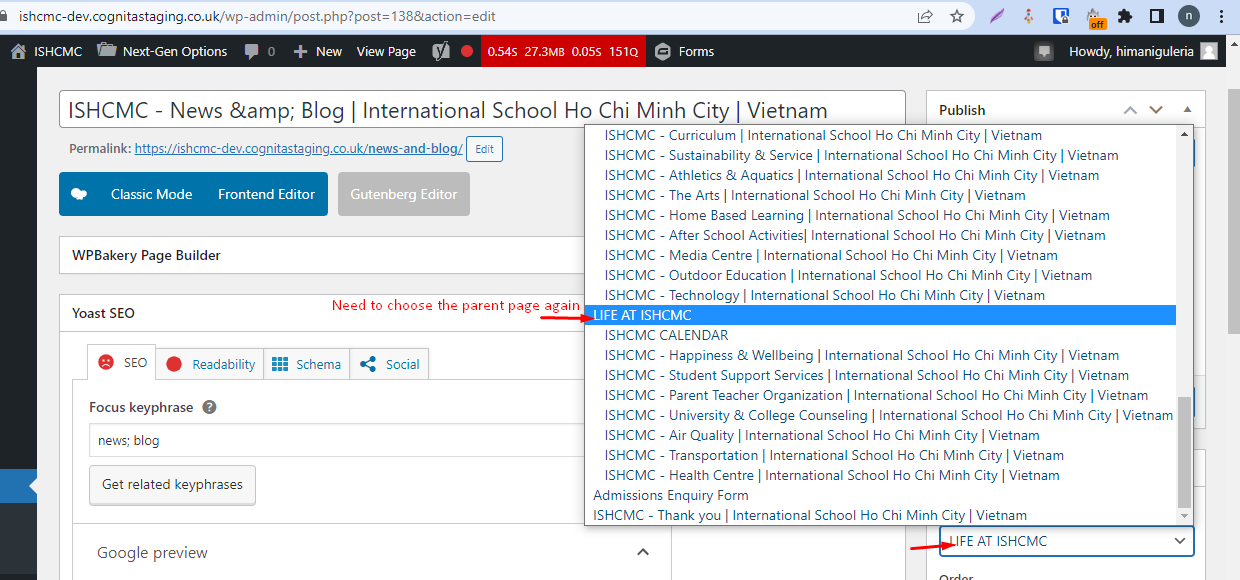 ishcmc-dev.cognitastaging.co.uk/wp-admin/post.php?post=138&action=edit
off
n
ISHCMC
Next-Gen Options
0
New
View Page
0.54S 27.3MB 0.05S 151Q
Forms
Howdy, himaniguleria
ISHCMC - News &amp; Blog | International School Ho Chi Minh City | Vietnam
Publish
Permalink: https://ishcmc-dev.cognitastaging.co.uk/news-and-blog/
Edit
Classic Mode
Frontend Editor
Gutenberg Editor
WPBakery Page Builder
Yoast SEO
Need to choose the parent page again
SEO
Readability
Schema
Social
Focus keyphrase ?
news; blog
Get related keyphrases
Google preview
ISHCMC - Curriculum | International School Ho Chi Minh City | Vietnam
ISHCMC - Sustainability & Service | International School Ho Chi Minh City | Vietnam
ISHCMC - Athletics & Aquatics | International School Ho Chi Minh City | Vietnam
ISHCMC - The Arts | International School Ho Chi Minh City | Vietnam
ISHCMC - Home Based Learning | International School Ho Chi Minh City | Vietnam
ISHCMC - After School Activities| International School Ho Chi Minh City | Vietnam
ISHCMC - Media Centre | International School Ho Chi Minh City | Vietnam
ISHCMC - Outdoor Education | International School Ho Chi Minh City | Vietnam
ISHCMC - Technology | International School Ho Chi Minh City | Vietnam
LIFE AT ISHCMC
ISHCMC CALENDAR
ISHCMC - Happiness & Wellbeing | International School Ho Chi Minh City | Vietnam
ISHCMC - Student Support Services | International School Ho Chi Minh City | Vietnam
ISHCMC - Parent Teacher Organization | International School Ho Chi Minh City | Vietnam
ISHCMC - University & College Counseling | International School Ho Chi Minh City | Vietnam
ISHCMC - Air Quality | International School Ho Chi Minh City | Vietnam
ISHCMC - Transportation | International School Ho Chi Minh City | Vietnam
ISHCMC - Health Centre | International School Ho Chi Minh City | Vietnam
Admissions Enquiry Form
ISHCMC - Thank you | International School Ho Chi Minh City | Vietnam
LIFE AT ISHCMC
Order